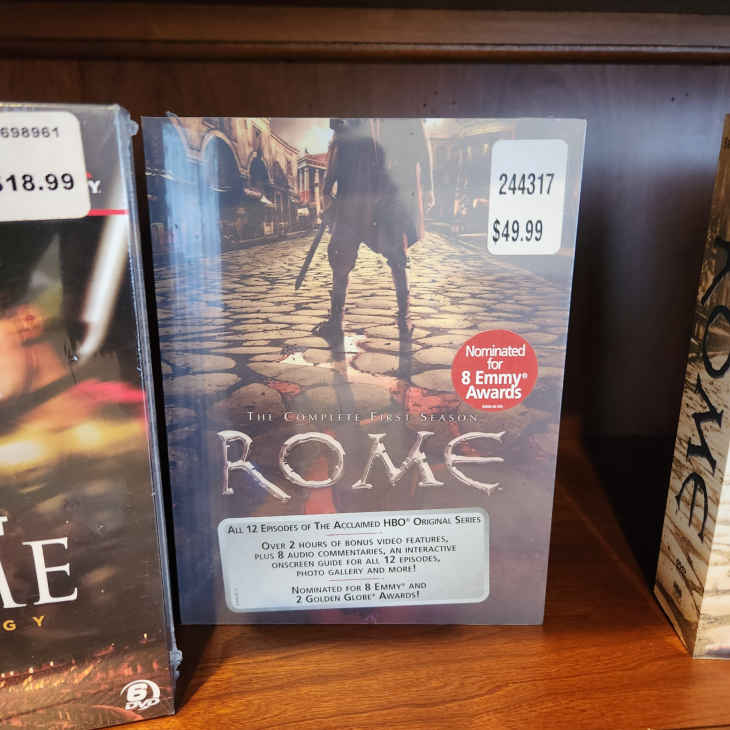 698961
$18.99
244317
$49.99
Nominated
for
8 Emmy®
Awards
THE COMPLETE FIRST SEASON
ROME
ALL 12 EPISODES OF THE ACCLAIMED HBO® ORIGINAL SERIES
OVER 2 HOURS OF BONUS VIDEO FEATURES,
PLUS 8 AUDIO COMMENTARIES, AN INTERACTIVE
ONSCREEN GUIDE FOR ALL 12 EPISODES,
PHOTO GALLERY AND MORE!
NOMINATED FOR 8 EMMY® AND
2 GOLDEN GLOBE® AWARDS!
ME
GY
6
DVD
ROME